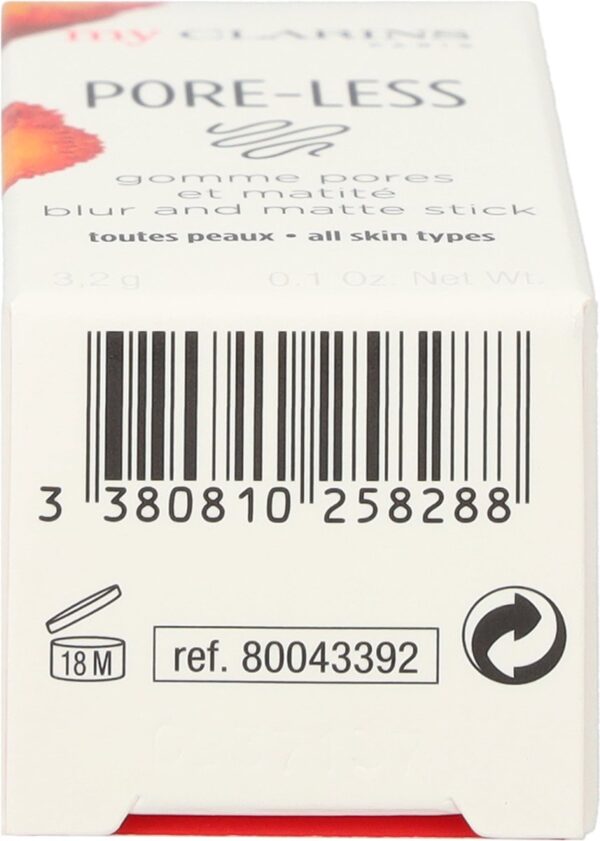 my CLARINS
PARIS
PORE-LESS
gomme pores
et matité
blur and matte stick
toutes peaux • all skin types
3,2 g 0.1 Oz. Net Wt.
3 380810 258288
18 M
ref. 80043392